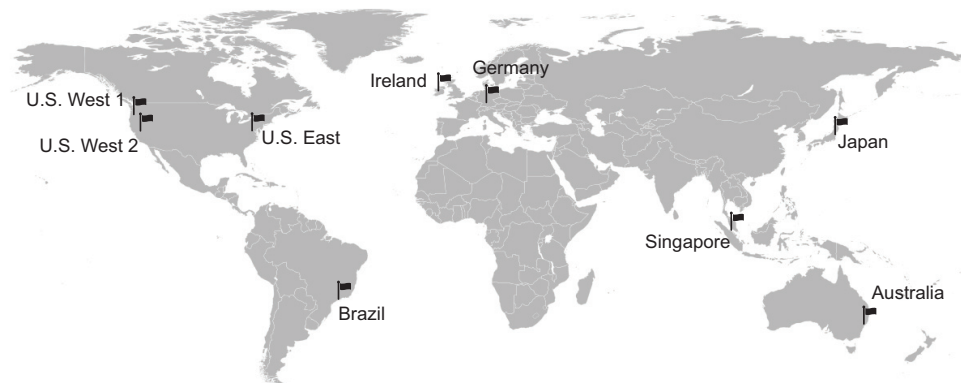 Germany
Ireland
U.S. West 1
U.S. East
U.S. West 2
Japan
Singapore
Australia
Brazil